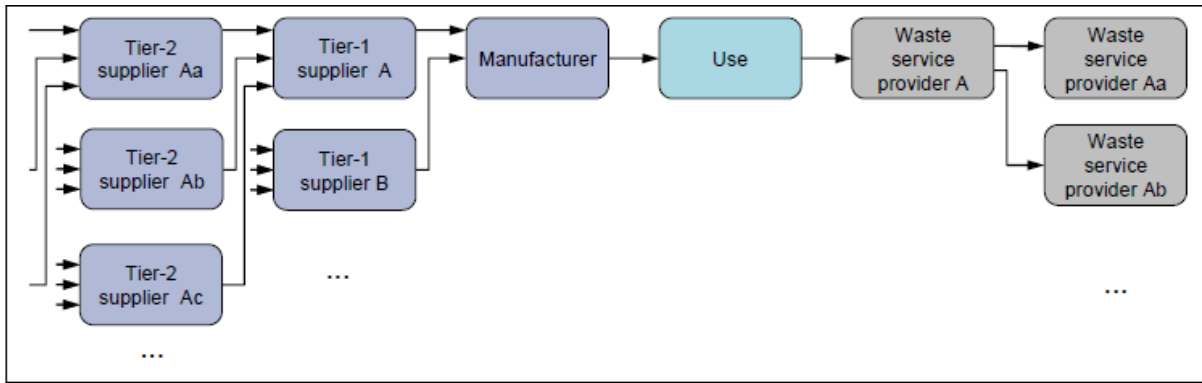 Tier-2
supplier Aa
Tier-1
supplier A
Manufacturer
Use
Waste
service
provider A
Waste
service
provider Aa
Tier-2
supplier Ab
Tier-1
supplier B
Waste
service
provider Ab
Tier-2
supplier Ac
...
...
...